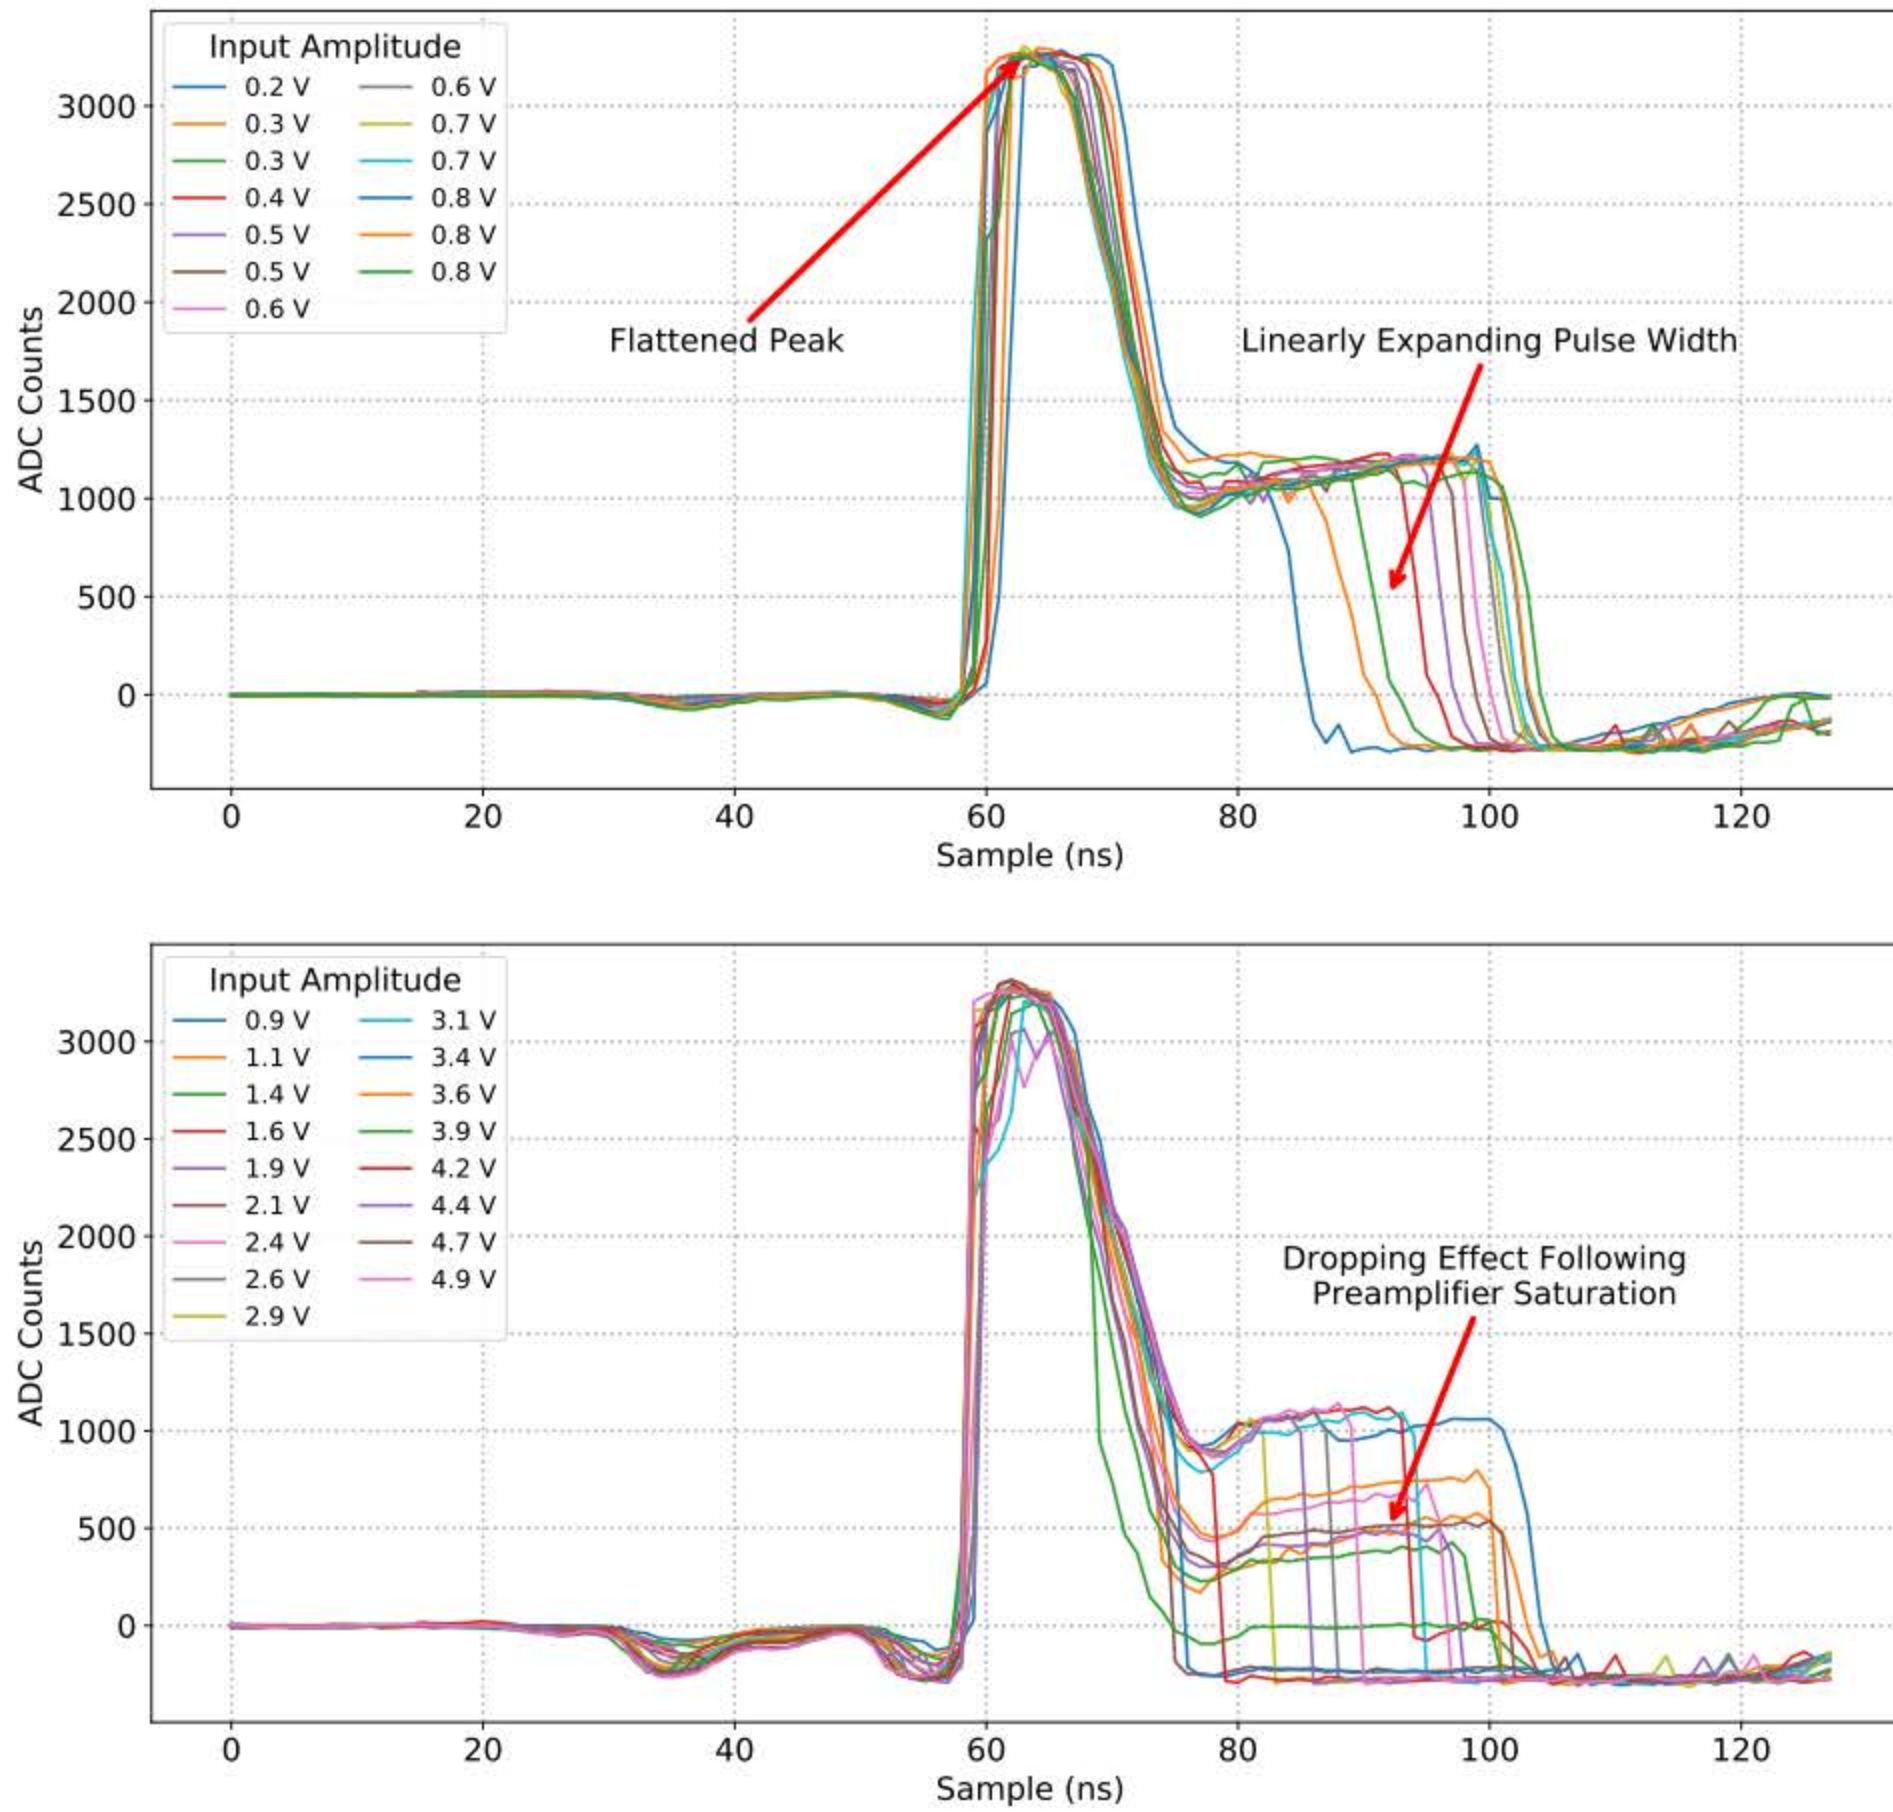 Input Amplitude
0.2 V 0.6 V
0.3 V 0.7 V
0.3 V 0.7 V
0.4 V 0.8 V
0.5 V 0.8 V
0.5 V 0.8 V
0.6 V
3000
2500
2000
1500
1000
500
0
ADC Counts
Flattened Peak
Linearly Expanding Pulse Width
0 20 40 60 80 100 120
Sample (ns)
Input Amplitude
0.9 V 3.1 V
1.1 V 3.4 V
1.4 V 3.6 V
1.6 V 3.9 V
1.9 V 4.2 V
2.1 V 4.4 V
2.4 V 4.7 V
2.6 V 4.9 V
2.9 V
3000
2500
2000
1500
1000
500
0
ADC Counts
Dropping Effect Following
Preamplifier Saturation
0 20 40 60 80 100 120
Sample (ns)